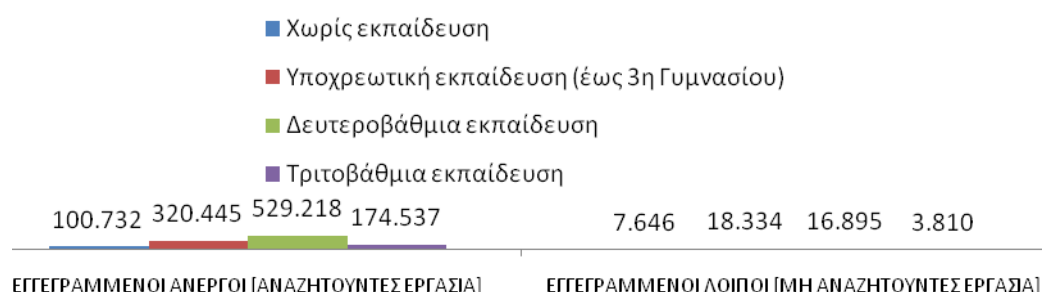 Χωρίς εκπαίδευση
Υποχρεωτική εκπαίδευση (έως 3η Γυμνασίου)
Δευτεροβάθμια εκπαίδευση
Τριτοβάθμια εκπαίδευση
100.732 320.445 529.218 174.537 7.646 18.334 16.895 3.810
ΕΓΓΕΓΡΑΜΜΕΝΟΙ ΑΝΕΡΓΟΙ [ΑΝΑΖΗΤΟΥΝΤΕΣ ΕΡΓΑΣΙΑ] ΕΓΓΕΓΡΑΜΜΕΝΟΙ ΛΟΙΠΟΙ [ΜΗ ΑΝΑΖΗΤΟΥΝΤΕΣ ΕΡΓΑΣΙΑ]